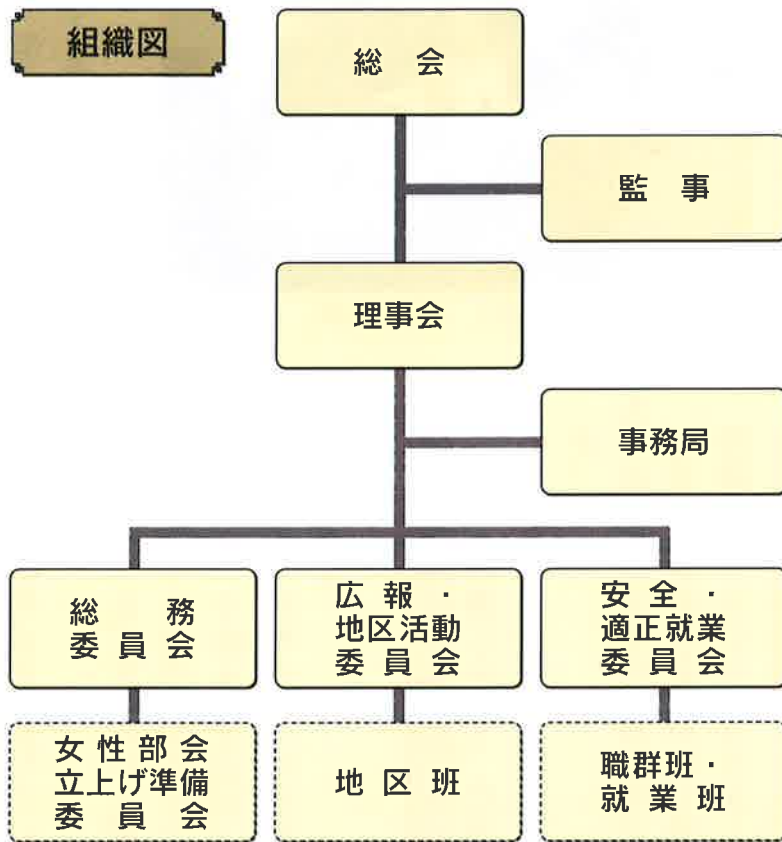 組織図
総会
監事
理事会
事務局
総務
委員会
広報・
地区活動
委員会
安全・
適正就業
委員会
女性部会
立上げ準備
委員会
地区班
職群班・
就業班